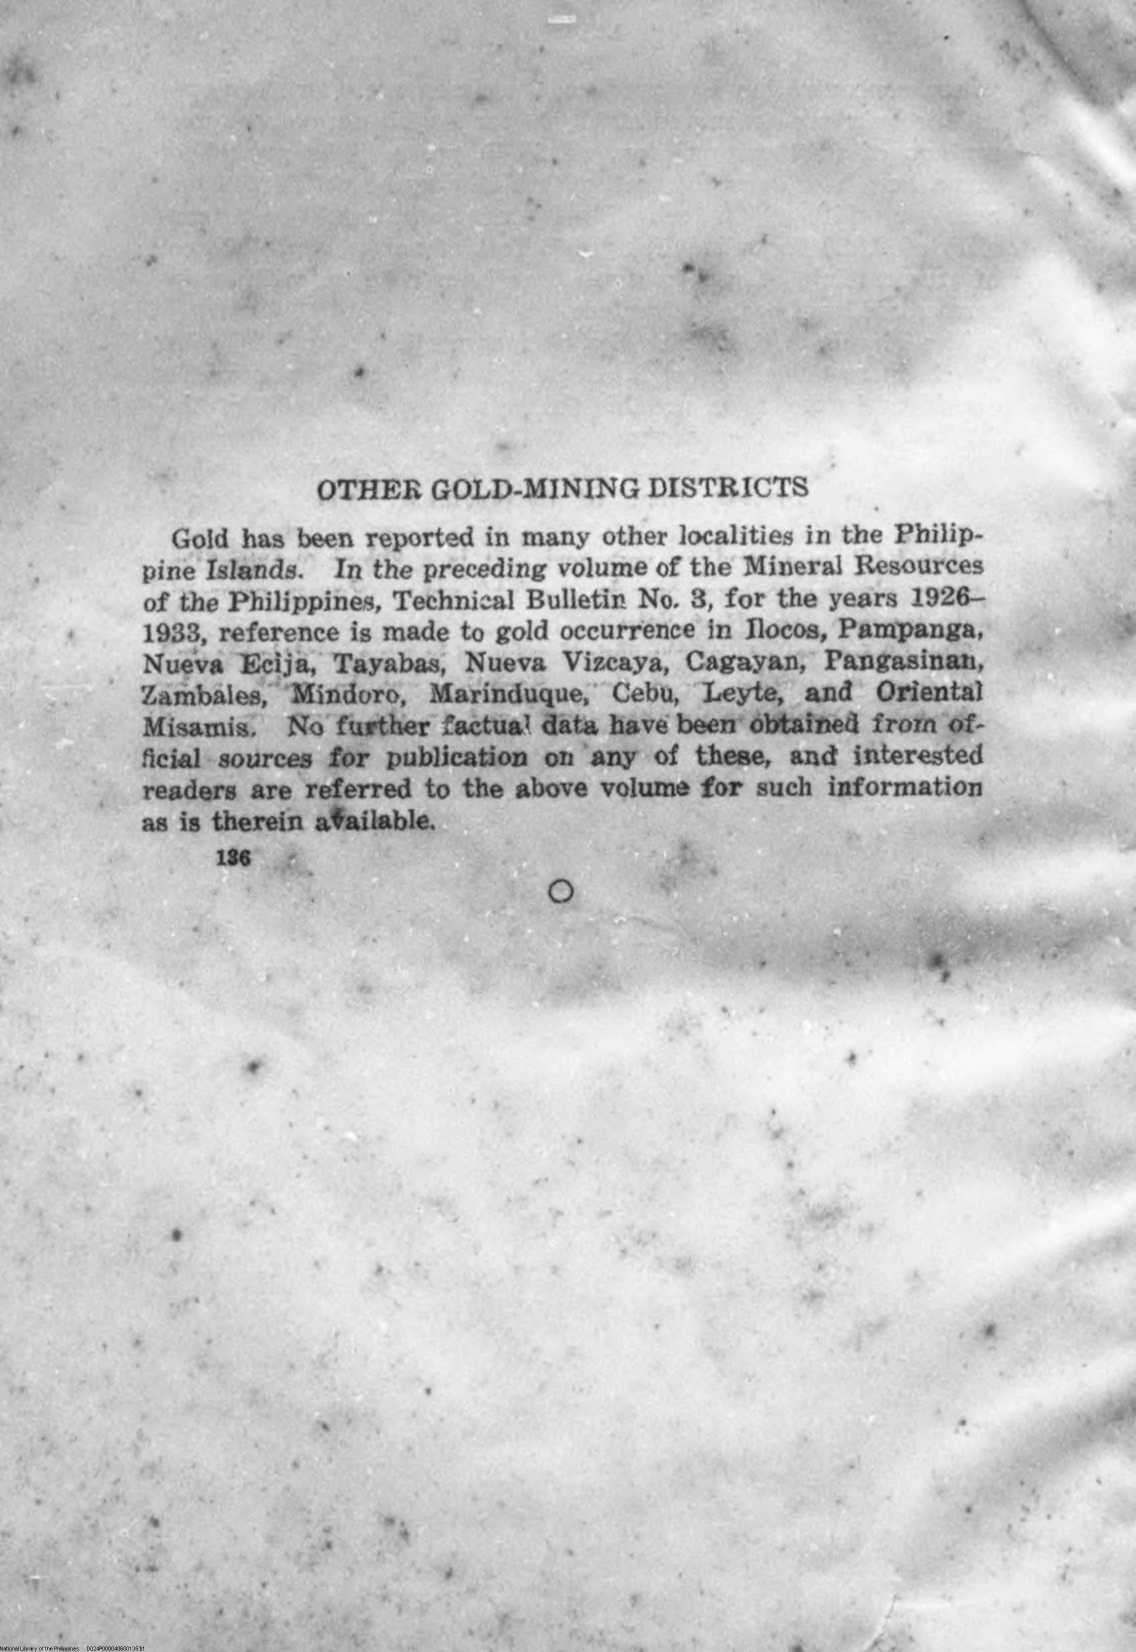 OTHER GOLD-MINING DISTRICTS
Gold has been reported in many other localities in the Philip-
pine Islands. In the preceding volume of the Mineral Resources
of the Philippines, Technical Bulletin No. 3, for the years 1926–
1933, reference is made to gold occurrence in Ilocos, Pampanga,
Nueva Ecija, Tayabas, Nueva Vizcaya, Cagayan, Pangasinan,
Zambales, Mindoro, Marinduque, Cebu, Leyte, and Oriental
Misamis. No further factual data have been obtained from of-
ficial sources for publication on any of these, and interested
readers are referred to the above volume for such information
as is therein available.
136
National Library of the Philippines